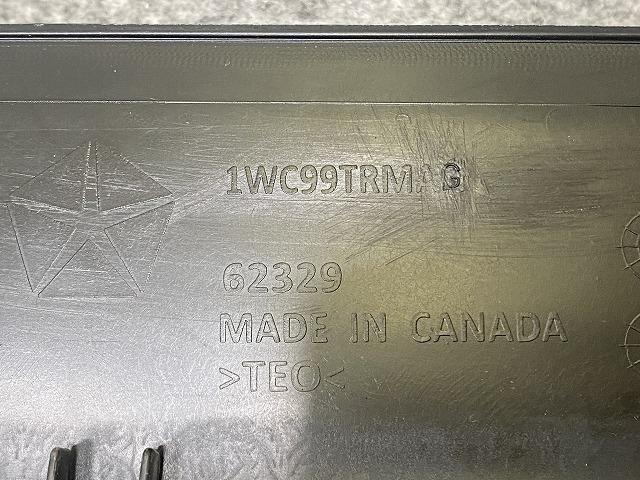 1WC99TRMAG
62329
MADE IN CANADA
>TEO<